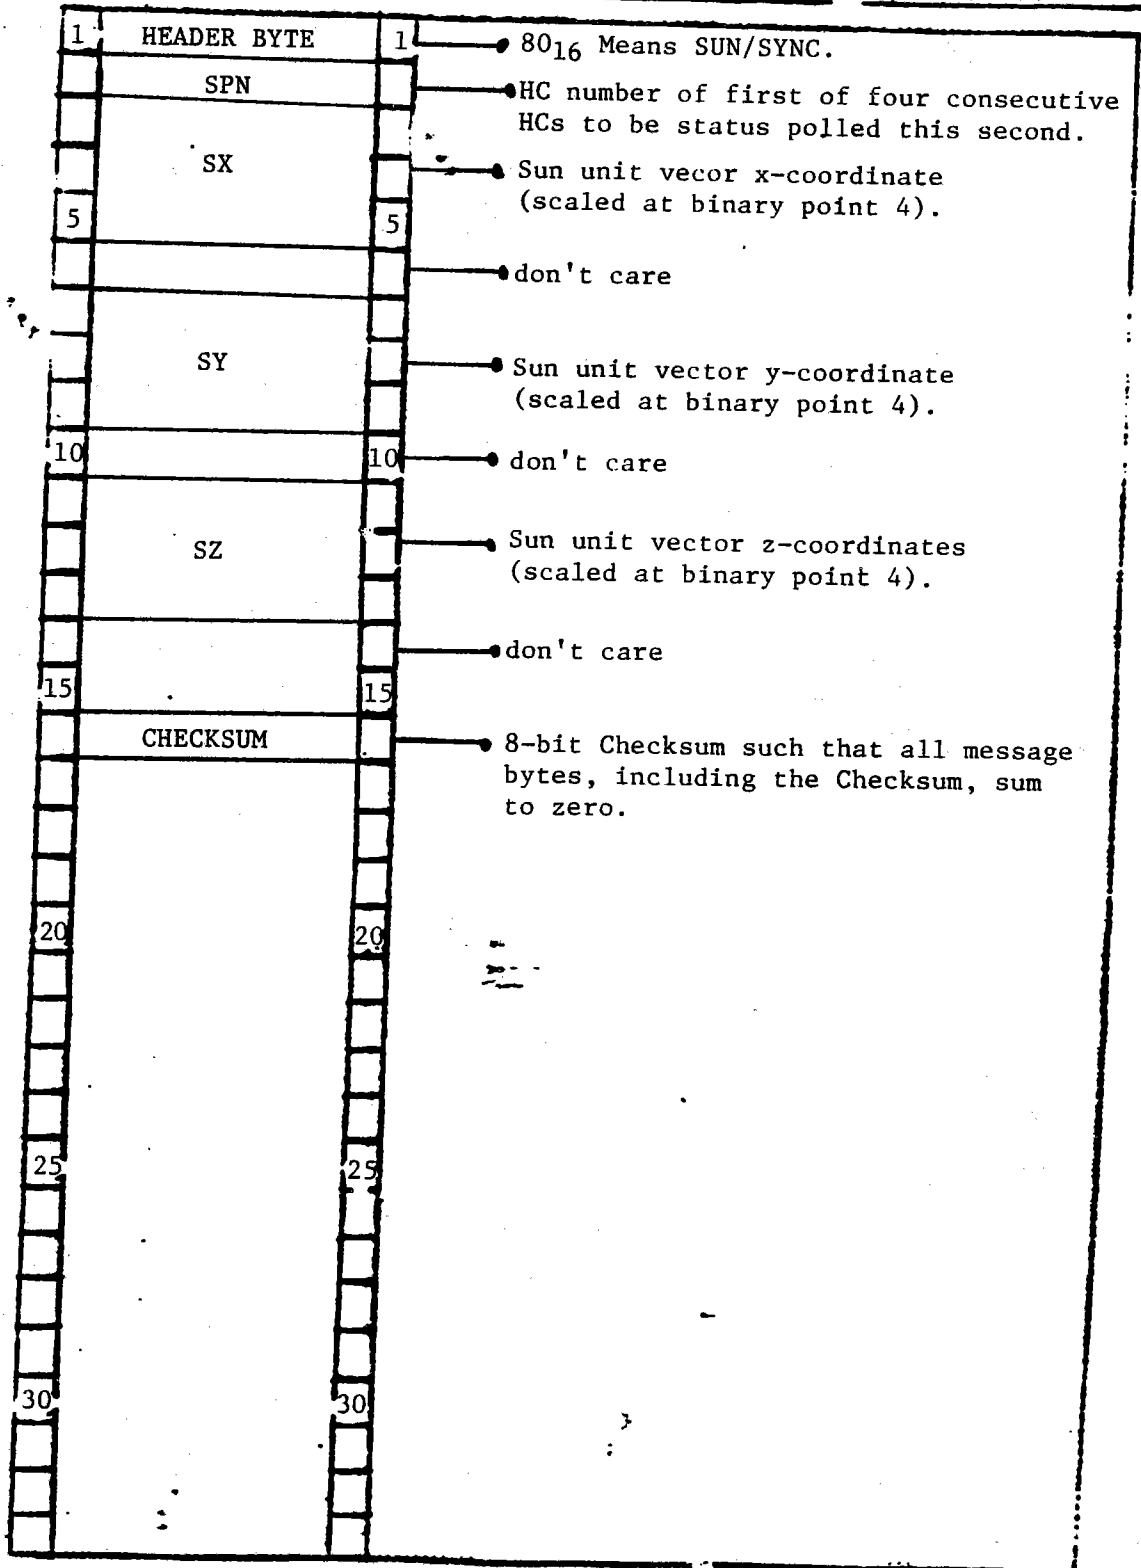 1 HEADER BYTE 1 80₁₆ Means SUN/SYNC.
SPN HC number of first of four consecutive
HCs to be status polled this second.
SX Sun unit vecor x-coordinate
(scaled at binary point 4).
5 5
don't care
SY Sun unit vector y-coordinate
(scaled at binary point 4).
10 10 don't care
SZ Sun unit vector z-coordinates
(scaled at binary point 4).
don't care
15 15
CHECKSUM 8-bit Checksum such that all message
bytes, including the Checksum, sum
to zero.
20 20
25 25
30 30